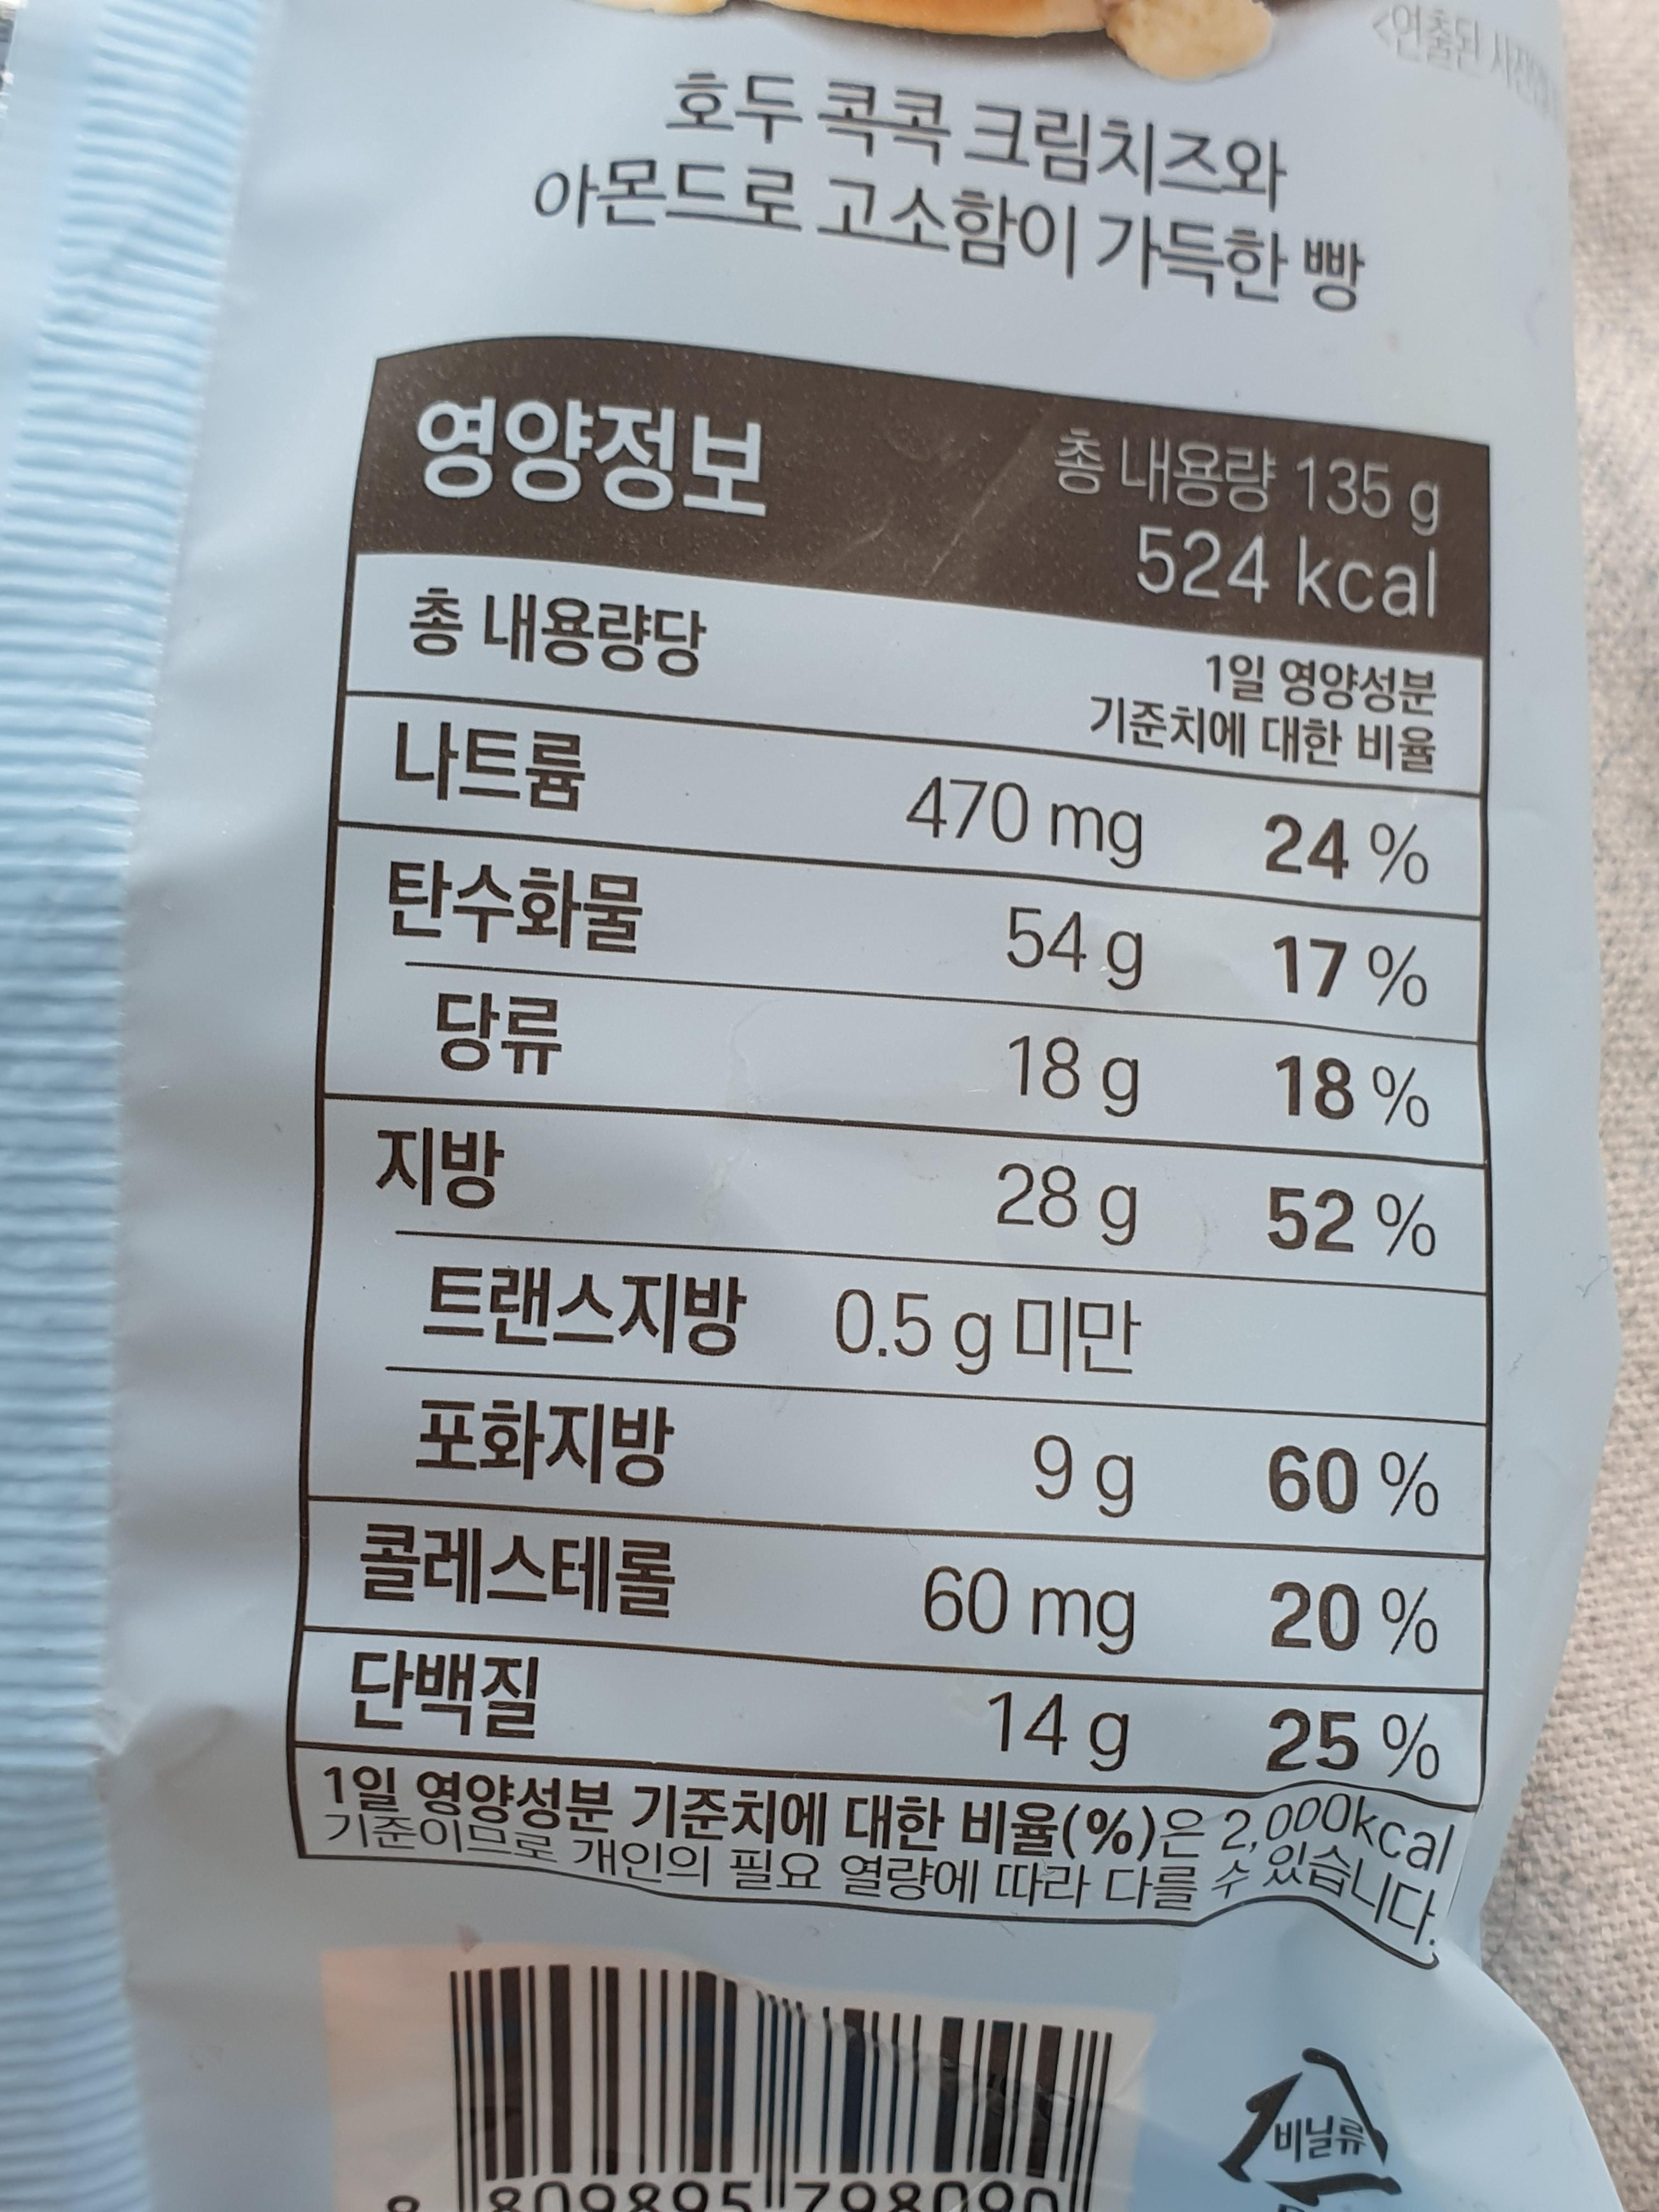 <연출된
호두 콕콕 크림치즈와
아몬드로 고소함이 가득한 빵
영양정보
총 내용량 135 g
524 kcal
총 내용량당
1일 영양성분
기준치에 대한 비율
나트륨 470 mg 24 %
탄수화물 54 g 17 %
당류 18 g 18 %
지방 28 g 52 %
트랜스지방 0.5 g 미만
포화지방 9 g 60 %
콜레스테롤 60 mg 20 %
단백질 14 g 25 %
1일 영양성분 기준치에 대한 비율(%)은 2,000kcal
기준이므로 개인의 필요 열량에 따라 다를 수 있습니다.
비닐류
8 809895 798090